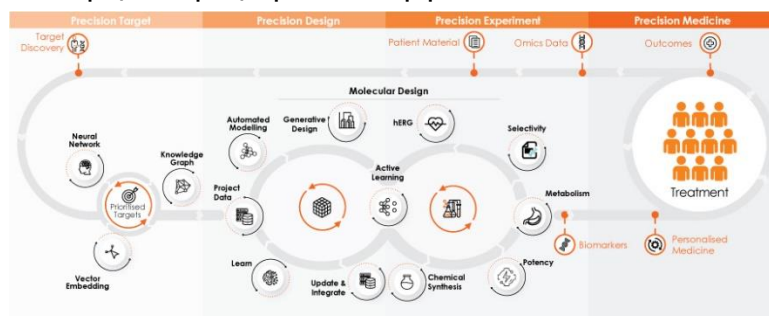 Precision Target
Precision Design
Precision Experiment
Precision Medicine
Target
Discovery
Patient Material
Omics Data
Outcomes
Molecular Design
Automated
Modelling
Generative
Design
hERG
Selectivity
Neural
Network
Knowledge
Graph
Active
Learning
Treatment
Project
Data
Metabolism
Prioritised
Targets
Biomarkers
Personalised
Medicine
Vector
Embedding
Learn
Update &
Integrate
Chemical
Synthesis
Potency